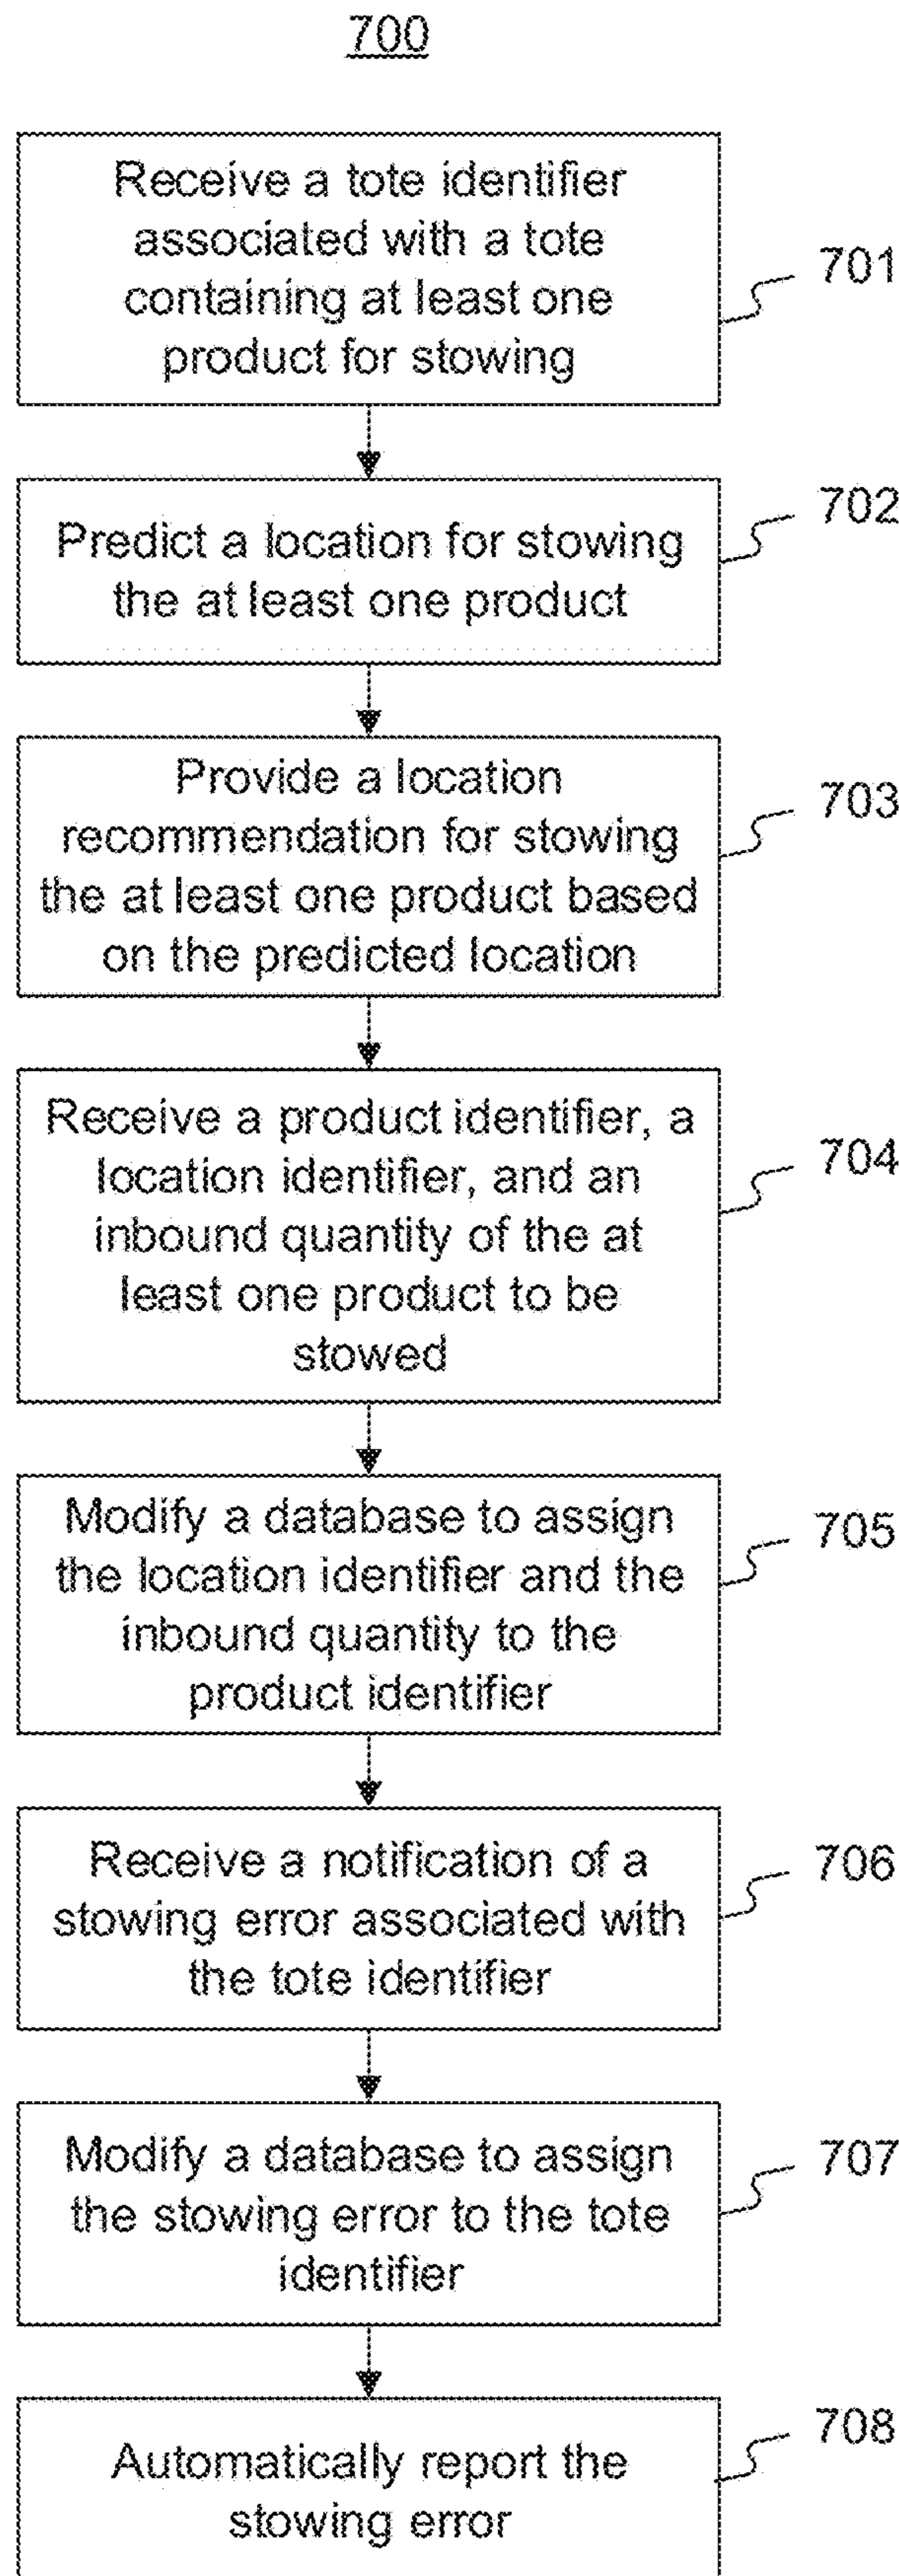 700
Receive a tote identifier
associated with a tote
containing at least one
product for stowing
701
Predict a location for stowing
the at least one product
702
Provide a location
recommendation for stowing
the at least one product based
on the predicted location
703
Receive a product identifier, a
location identifier, and an
inbound quantity of the at
least one product to be
stowed
704
Modify a database to assign
the location identifier and the
inbound quantity to the
product identifier
705
Receive a notification of a
stowing error associated with
the tote identifier
706
Modify a database to assign
the stowing error to the tote
identifier
707
Automatically report the
stowing error
708